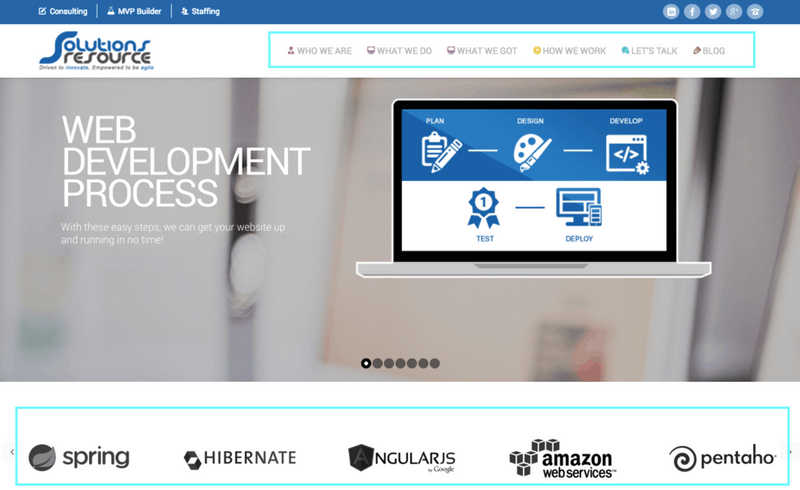 Consulting
MVP Builder
Staffing
Solutions
resource
Driven to innovate, Empowered to be agile
WHO WE ARE
WHAT WE DO
WHAT WE GOT
HOW WE WORK
LET'S TALK
BLOG
WEB
DEVELOPMENT
PROCESS
With these easy steps, we can get your website up
and running in no time!
PLAN
DESIGN
DEVELOP
1
TEST
DEPLOY
spring
HIBERNATE
ANGULARJS
by Google
amazon
web services™
pentaho